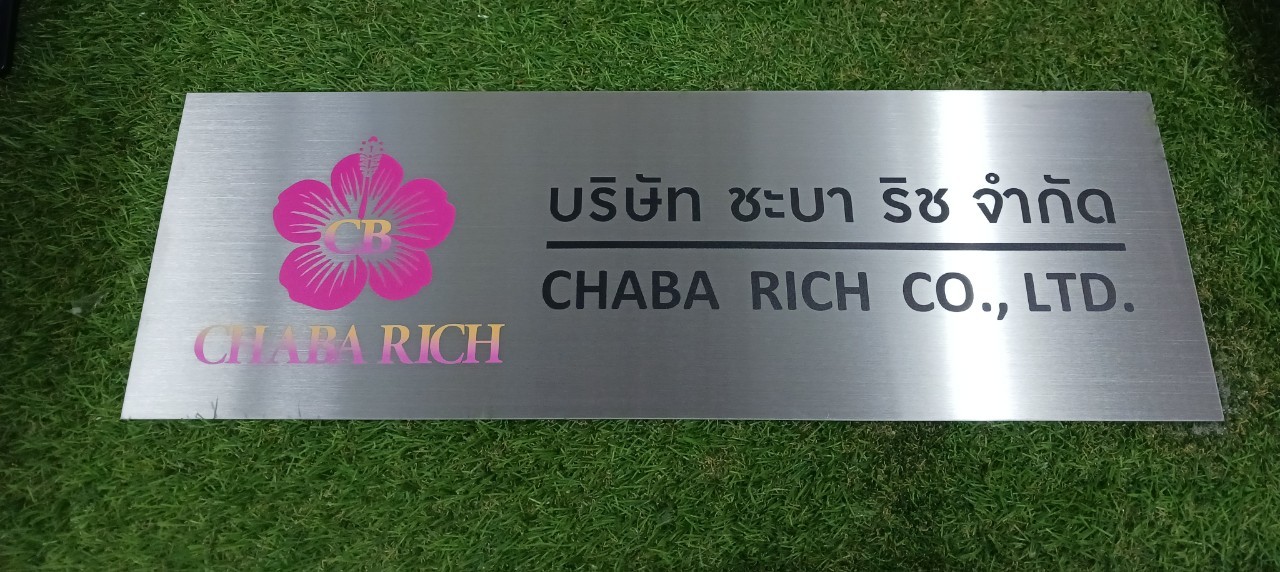 CB
CHABA RICH
บริษัท ชะบา ริช จำกัด
CHABA RICH CO., LTD.